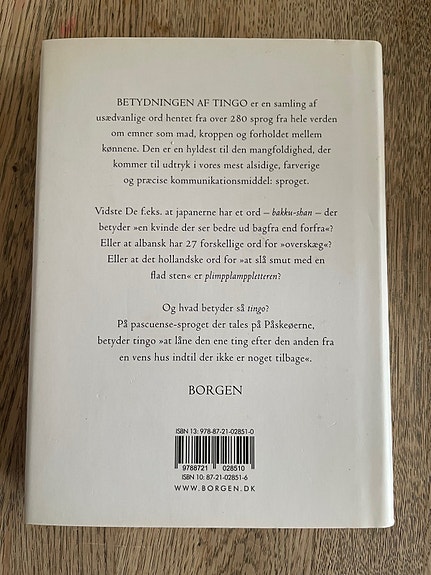 BETYDNINGEN AF TINGO er en samling af
usædvanlige ord hentet fra over 280 sprog fra hele verden
om emner som mad, kroppen og forholdet mellem
kønnene. Den er en hyldest til den mangfoldighed, der
kommer til udtryk i vores mest alsidige, farverige
og præcise kommunikationsmiddel: sproget.
Vidste De f.eks. at japanerne har et ord – bakku-shan – der
betyder »en kvinde der ser bedre ud bagfra end forfra«?
Eller at albansk har 27 forskellige ord for »overskæg«?
Eller at det hollandske ord for »at slå smut med en
flad sten« er plimpplamppletteren?
Og hvad betyder så tingo?
På pascuense-sproget der tales på Påskeøerne,
betyder tingo »at låne den ene ting efter den anden fra
en vens hus indtil der ikke er noget tilbage«.
BORGEN
ISBN 13: 978-87-21-02851-0
9788721 028510
ISBN 10: 87-21-02851-6
WWW.BORGEN.DK